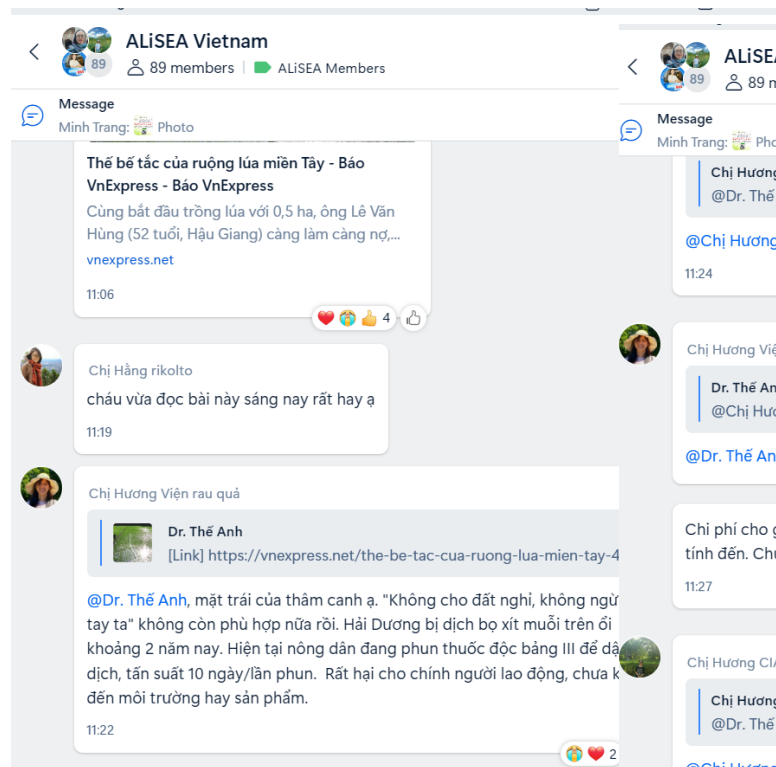 ALiSEA Vietnam
89
89 members
ALiSEA Members
Message
Minh Trang: Photo
Thế bế tắc của ruộng lúa miền Tây - Báo
VnExpress - Báo VnExpress
Cùng bắt đầu trồng lúa với 0,5 ha, ông Lê Văn
Hùng (52 tuổi, Hậu Giang) càng làm càng nợ,...
vnexpress.net
11:06
4
Chị Hằng rikolto
cháu vừa đọc bài này sáng nay rất hay ạ
11:19
Chị Hương Viện rau quả
Dr. Thế Anh
[Link] https://vnexpress.net/the-be-tac-cua-ruong-lua-mien-tay-4
@Dr. Thế Anh, mặt trái của thâm canh ạ. "Không cho đất nghỉ, không ngừ
tay ta" không còn phù hợp nữa rồi. Hải Dương bị dịch bọ xít muỗi trên ổi
khoảng 2 năm nay. Hiện tại nông dân đang phun thuốc độc bảng III để dậ
dịch, tấn suất 10 ngày/lần phun. Rất hại cho chính người lao động, chưa k
đến môi trường hay sản phẩm.
11:22
2
89
89
Message
Minh Trang:
Chị Hương
@Dr. Thế
@Chị Hương
11:24
Chị Hương
Dr. Thế
@Chị
@Dr. Thế
Chi phí cho
tính đến.
11:27
Chị Hương
Chị Hương
@Dr. Thế